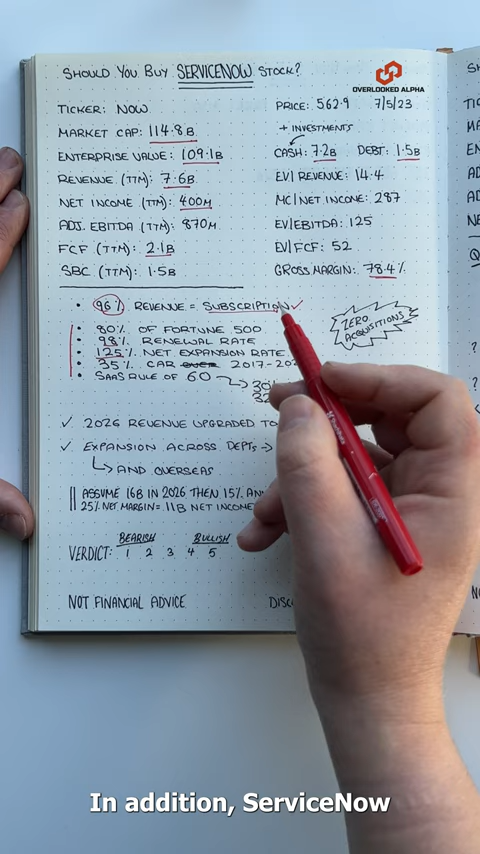 SHOULD YOU BUY SERVICENOW STOCK?
OVERLOOKED ALPHA
TICKER: NOW
PRICE: 562.9 7/5/23
MARKET CAP: 114.8B
+ INVESTMENTS
ENTERPRISE VALUE: 109.1B
CASH: 7.2B DEBT: 1.5B
REVENUE (TTM): 7.6B
EV/REVENUE: 14.4
NET INCOME (TTM): 400M
MC/NET INCOME: 287
ADJ. EBITDA (TTM): 870M
EV/EBITDA: 125
FCF (TTM): 2.1B
EV/FCF: 52
SBC (TTM): 1.5B
GROSS MARGIN: 78.4%
• 96% REVENUE = SUBSCRIPTION ✓
ZERO ACQUISITIONS
• 80% OF FORTUNE 500
• 98% RENEWAL RATE
• 125% NET EXPANSION RATE
• 35% CAR 2017-202
• SAAS RULE OF 60 → 30%
32
✓ 2026 REVENUE UPGRADED TO
✓ EXPANSION ACROSS DEPTS →
↳ AND OVERSEAS
ASSUME 16B IN 2026 THEN 15% AN
25% NET MARGIN = 11B NET INCOME
BEARISH BULLISH
VERDICT: 1 2 3 4 5
NOT FINANCIAL ADVICE
In addition, ServiceNow